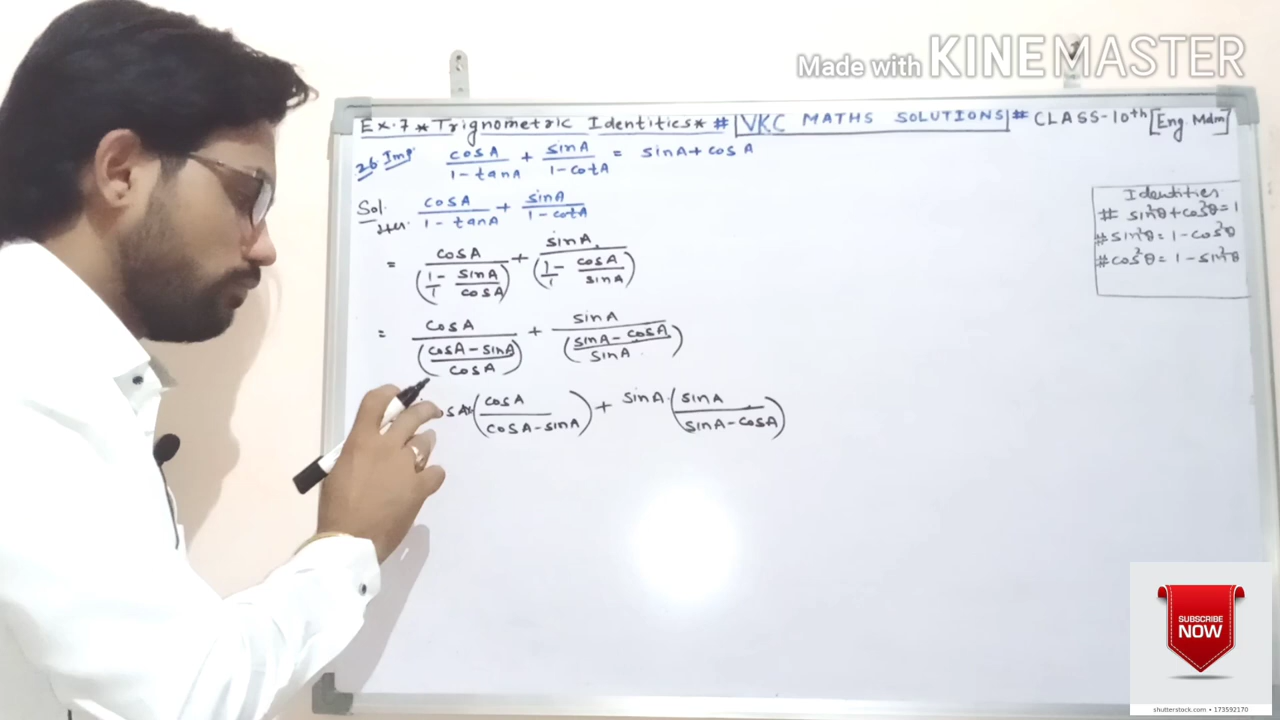 Made with KINEMASTER
Ex.7 * Trignometric Identities * # VKC MATHS SOLUTIONS # CLASS-10th [Eng Mdm]
26. Imp. cosA/(1-tanA) + sinA/(1-cotA) = sinA+cosA
Sol. cosA/(1-tanA) + sinA/(1-cotA)
= cosA/(1/1 - sinA/cosA) + sinA/(1/1 - cosA/sinA)
= cosA/((cosA-sinA)/cosA) + sinA/((sinA-cosA)/sinA)
(cosA/(cosA-sinA)) + sinA.(sinA/(sinA-cosA))
Identities
# sin²θ+cos²θ=1
# sin²θ=1-cos²θ
# cos²θ=1-sin²θ
SUBSCRIBE
NOW
shutterstock.com • 173592170